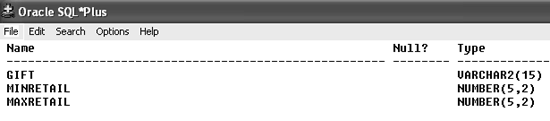 Oracle SQL*Plus
File Edit Search Options Help
Name Null? Type
----------------------------------------------------- -------- ------------
GIFT VARCHAR2(15)
MINRETAIL NUMBER(5,2)
MAXRETAIL NUMBER(5,2)